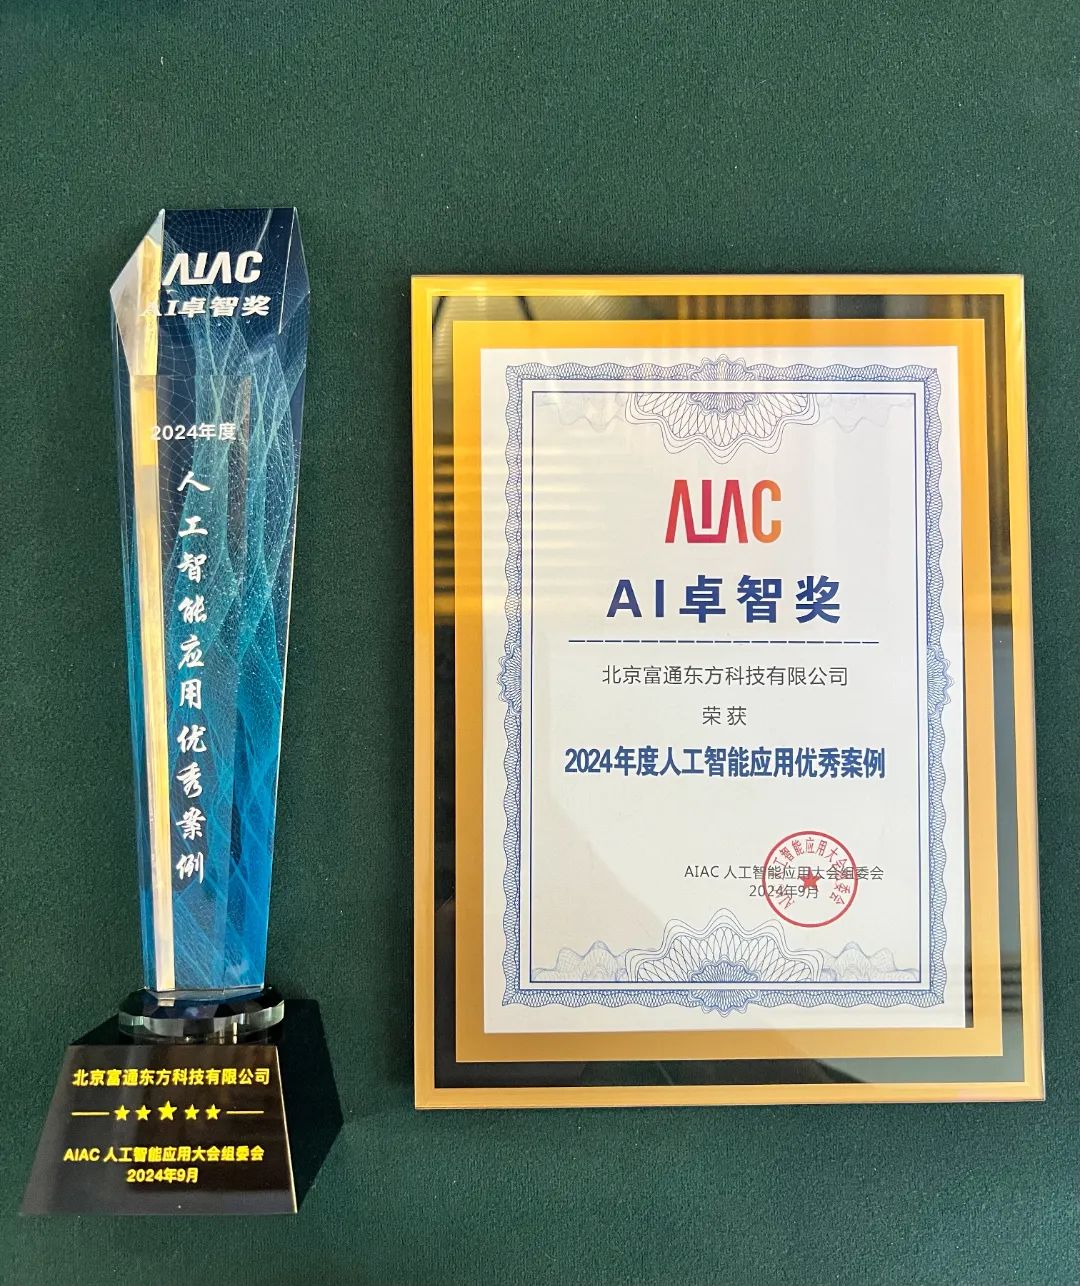 AIAC
AI卓智奖
2024年度
人工智能应用优秀案例
北京富通东方科技有限公司
★★★★★
AIAC 人工智能应用大会组委会
2024年9月
AIAC
AI卓智奖
北京富通东方科技有限公司
荣获
2024年度人工智能应用优秀案例
AIAC 人工智能应用大会组委会
2024年9月